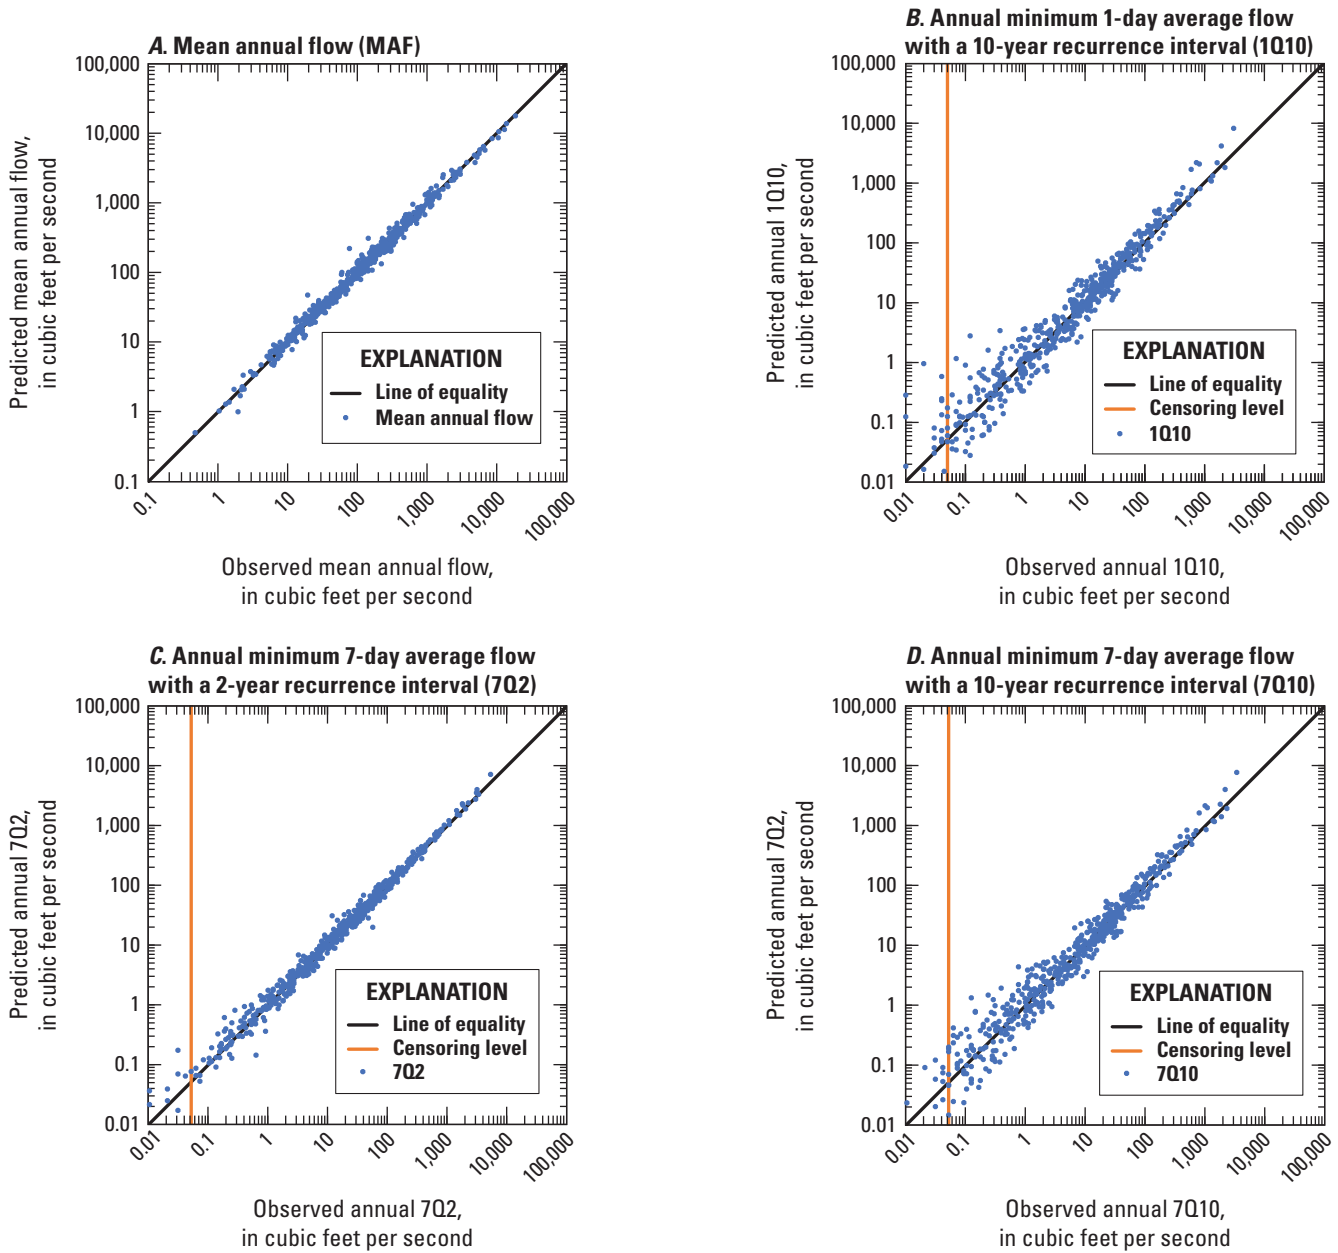 A. Mean annual flow (MAF)
100,000
10,000
1,000
100
10
1
0.1
Predicted mean annual flow,
in cubic feet per second
EXPLANATION
Line of equality
Mean annual flow
0.1
1
10
100
1,000
10,000
100,000
Observed mean annual flow,
in cubic feet per second
B. Annual minimum 1-day average flow
with a 10-year recurrence interval (1Q10)
100,000
10,000
1,000
100
10
1
0.1
0.01
Predicted annual 1Q10,
in cubic feet per second
EXPLANATION
Line of equality
Censoring level
1Q10
0.01
0.1
1
10
100
1,000
10,000
100,000
Observed annual 1Q10,
in cubic feet per second
C. Annual minimum 7-day average flow
with a 2-year recurrence interval (7Q2)
100,000
10,000
1,000
100
10
1
0.1
0.01
Predicted annual 7Q2,
in cubic feet per second
EXPLANATION
Line of equality
Censoring level
7Q2
0.01
0.1
1
10
100
1,000
10,000
100,000
Observed annual 7Q2,
in cubic feet per second
D. Annual minimum 7-day average flow
with a 10-year recurrence interval (7Q10)
100,000
10,000
1,000
100
10
1
0.1
0.01
Predicted annual 7Q2,
in cubic feet per second
EXPLANATION
Line of equality
Censoring level
7Q10
0.01
0.1
1
10
100
1,000
10,000
100,000
Observed annual 7Q10,
in cubic feet per second